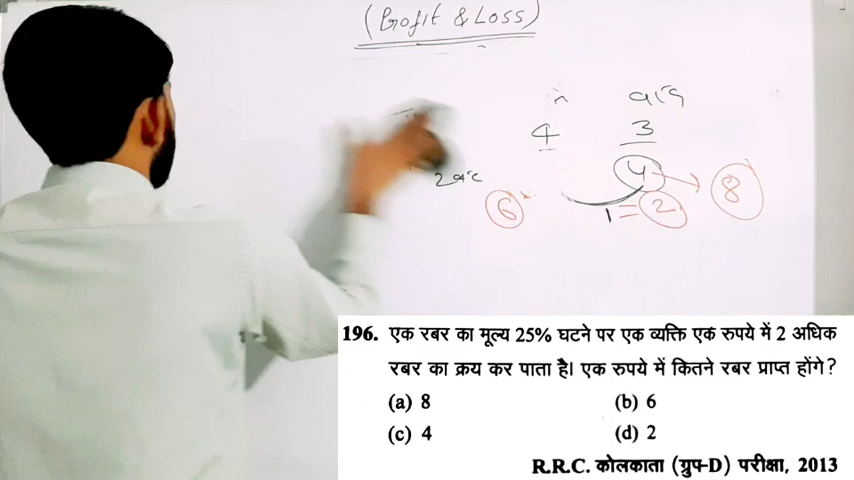 (Profit & Loss)
बाद
4 3
2 बाद 4 8
6 1 = 2
196. एक रबर का मूल्य 25% घटने पर एक व्यक्ति एक रुपये में 2 अधिक
रबर का क्रय कर पाता है। एक रुपये में कितने रबर प्राप्त होंगे?
(a) 8 (b) 6
(c) 4 (d) 2
R.R.C. कोलकाता (ग्रुप-D) परीक्षा, 2013